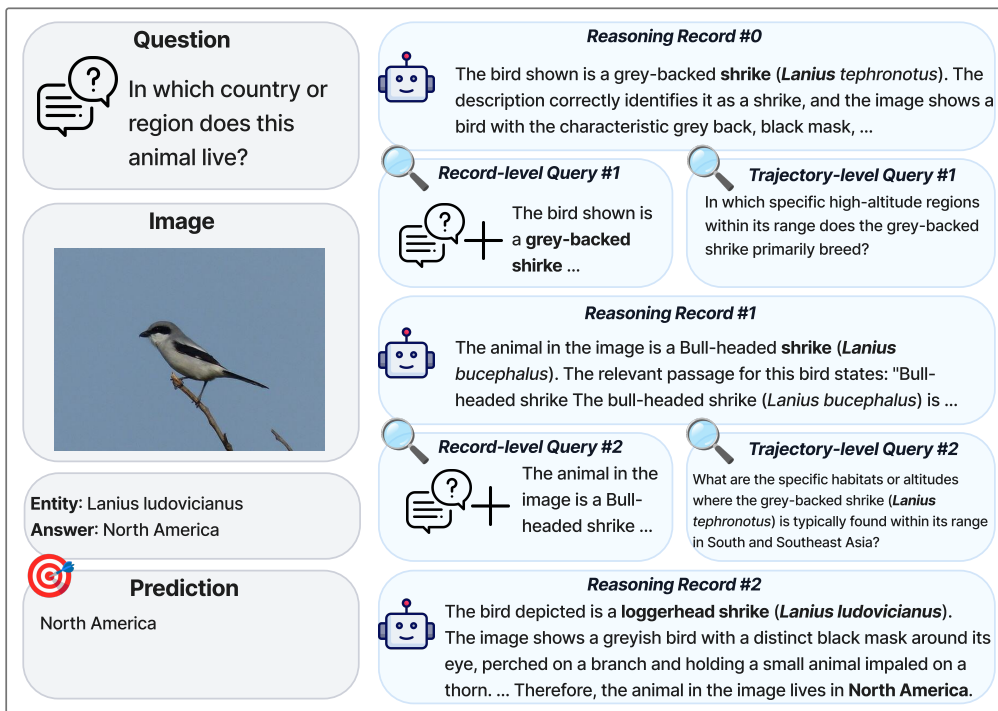 Question
In which country or
region does this
animal live?
Image
Entity: Lanius ludovicianus
Answer: North America
Prediction
North America
Reasoning Record #0
The bird shown is a grey-backed shrike (Lanius tephronotus). The
description correctly identifies it as a shrike, and the image shows a
bird with the characteristic grey back, black mask, ...
Record-level Query #1
The bird shown is
a grey-backed
shirke ...
Trajectory-level Query #1
In which specific high-altitude regions
within its range does the grey-backed
shrike primarily breed?
Reasoning Record #1
The animal in the image is a Bull-headed shrike (Lanius
bucephalus). The relevant passage for this bird states: "Bull-
headed shrike The bull-headed shrike (Lanius bucephalus) is ...
Record-level Query #2
The animal in the
image is a Bull-
headed shrike ...
Trajectory-level Query #2
What are the specific habitats or altitudes
where the grey-backed shrike (Lanius
tephronotus) is typically found within its range
in South and Southeast Asia?
Reasoning Record #2
The bird depicted is a loggerhead shrike (Lanius ludovicianus).
The image shows a greyish bird with a distinct black mask around its
eye, perched on a branch and holding a small animal impaled on a
thorn. ... Therefore, the animal in the image lives in North America.